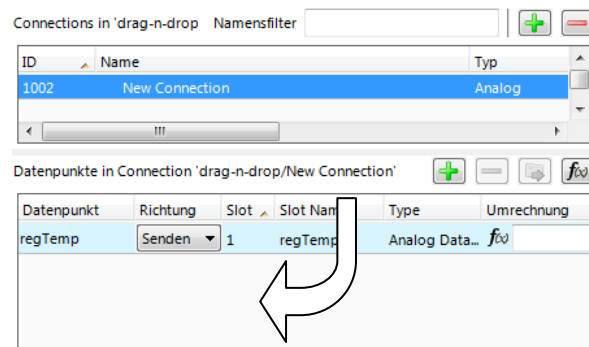 Connections in 'drag-n-drop Namensfilter
ID Name Typ
1002 New Connection Analog
Datenpunkte in Connection 'drag-n-drop/New Connection'
f(x)
Datenpunkt Richtung Slot Slot Nam Type Umrechnung
regTemp Senden 1 regTemp Analog Data... f(x)